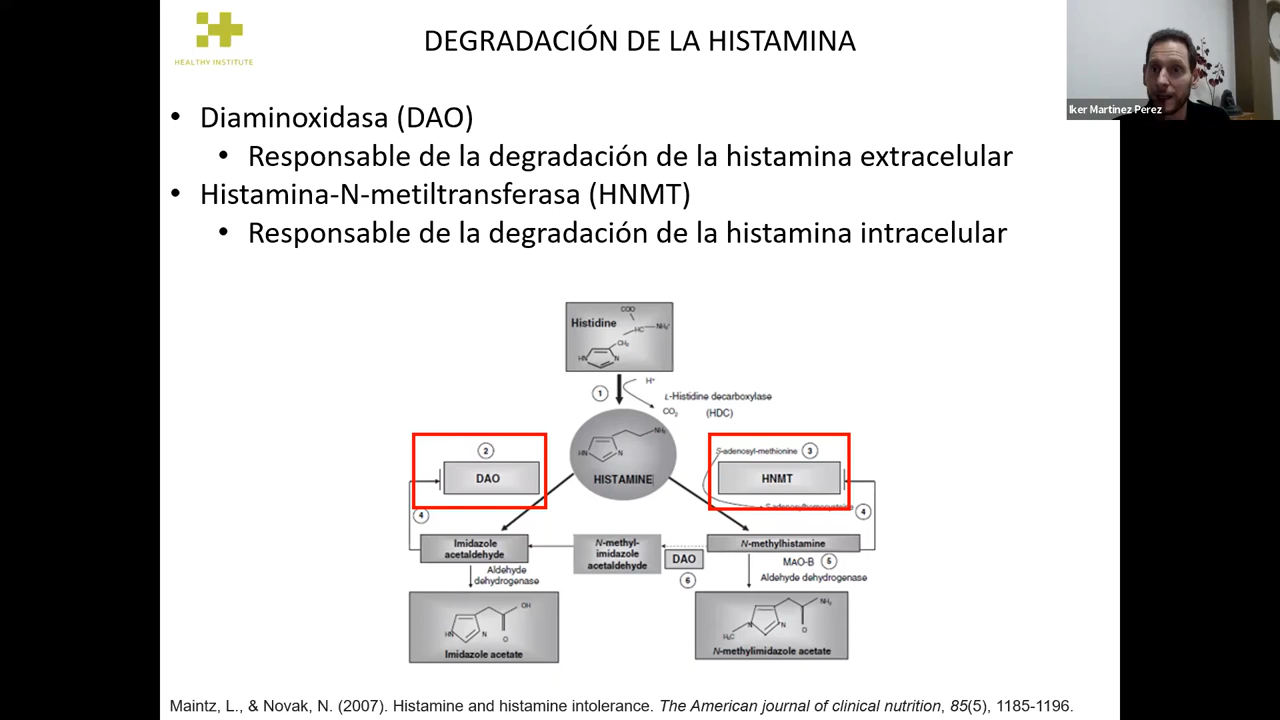 HEALTHY INSTITUTE
DEGRADACIÓN DE LA HISTAMINA
Iker Martinez Perez
• Diaminoxidasa (DAO)
• Responsable de la degradación de la histamina extracelular
• Histamina-N-metiltransferasa (HNMT)
• Responsable de la degradación de la histamina intracelular
Histidine
COO
HC
NH₃⁺
CH₂
HN
N
1
H⁺
L-Histidine decarboxylase
CO₂ (HDC)
NH₂
HN
N
HISTAMINE
2
DAO
S-adenosyl-methionine 3
HNMT
S-adenosylhomocysteine
4
4
Imidazole
acetaldehyde
N-methyl-
imidazole
acetaldehyde
DAO
6
N-methylhistamine
MAO-B 5
Aldehyde dehydrogenase
Aldehyde
dehydrogenase
OH
HN
N
O
Imidazole acetate
NH₂
N
N
H₃C
O
N-methylimidazole acetate
Maintz, L., & Novak, N. (2007). Histamine and histamine intolerance. The American journal of clinical nutrition, 85(5), 1185-1196.